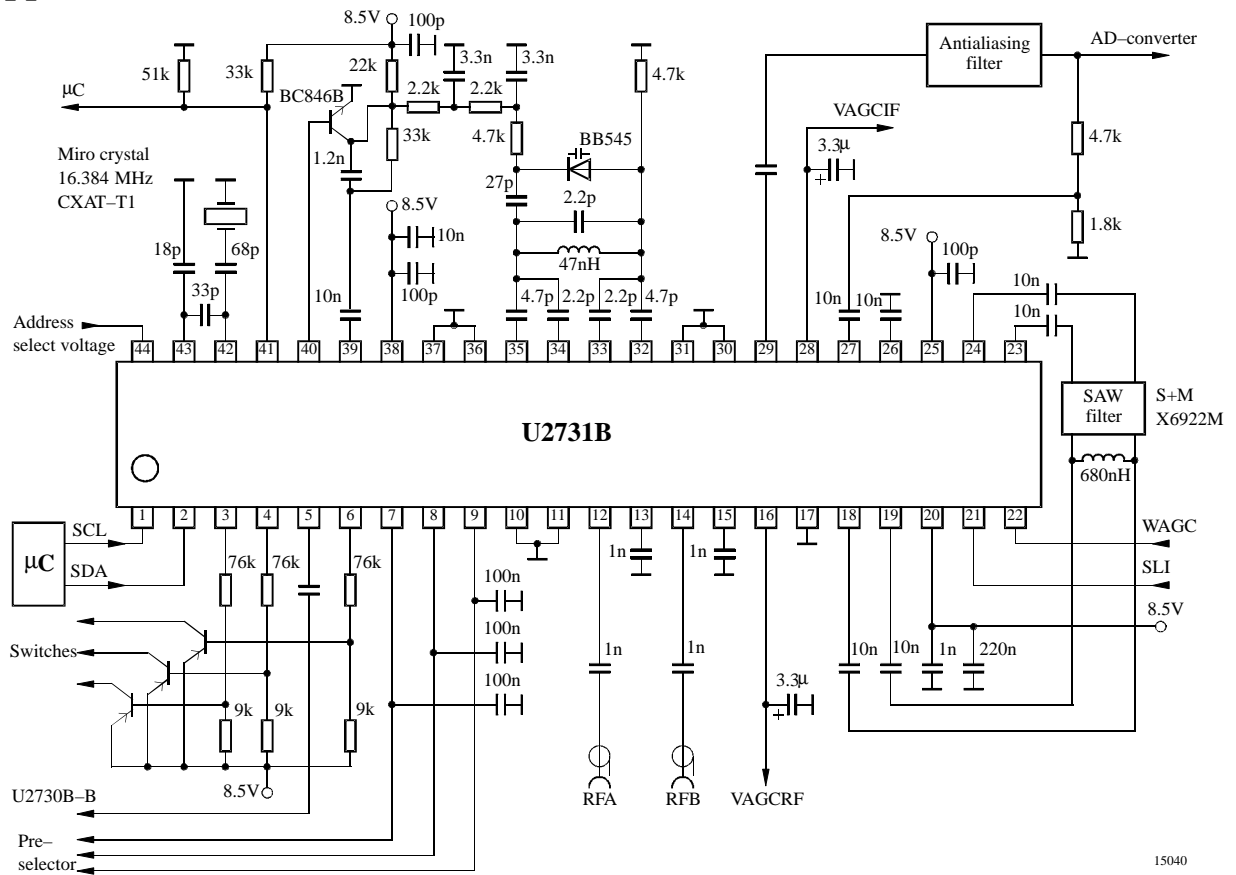 8.5V
100p
3.3n
3.3n
51k
33k
22k
2.2k
2.2k
4.7k
µC
BC846B
33k
4.7k
BB545
1.2n
27p
2.2p
47nH
Miro crystal
16.384 MHz
CXAT–T1
8.5V
10n
100p
18p
68p
33p
10n
4.7p
2.2p
2.2p
4.7p
Address
select voltage
Antialiasing
filter
AD–converter
VAGCIF
3.3µ
+
4.7k
1.8k
8.5V
100p
10n
10n
10n
10n
44
43
42
41
40
39
38
37
36
35
34
33
32
31
30
29
28
27
26
25
24
23
SAW
filter
S+M
X6922M
680nH
U2731B
1
2
3
4
5
6
7
8
9
10
11
12
13
14
15
16
17
18
19
20
21
22
µC
SCL
SDA
76k
76k
76k
Switches
9k
9k
9k
8.5V
100n
100n
100n
1n
1n
1n
1n
RFA
RFB
3.3µ
+
VAGCRF
10n
10n
1n
220n
WAGC
SLI
8.5V
U2730B–B
Pre–
selector
15040